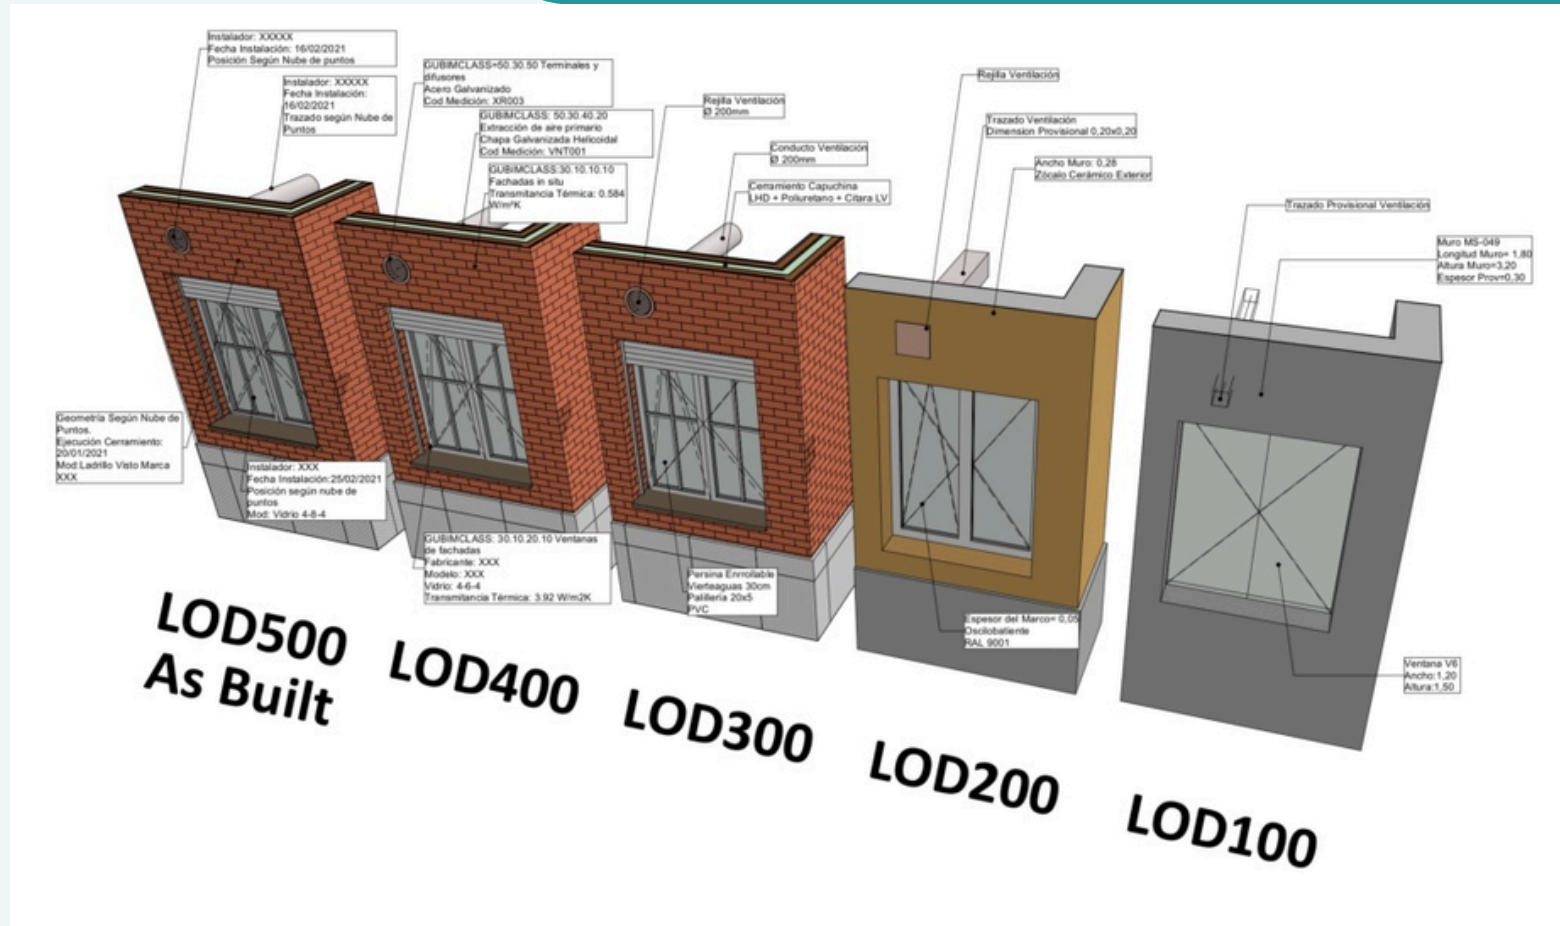 Instalador: XXXXX
Fecha Instalación: 16/02/2021
Posición Según Nube de puntos
Instalador: XXXXX
Fecha Instalación:
16/02/2021
Trazado según Nube de
Puntos
GUBIMCLASS=50.30.50 Terminales y
difusores
Acero Galvanizado
Cod Medición: XR003
GUBIMCLASS: 50.30.40.20
Extracción de aire primario
Chapa Galvanizada Helicoidal
Cod Medición: VNT001
GUBIMCLASS:30.10.10.10
Fachadas in situ
Transmitancia Térmica: 0.584
W/m²K
Rejilla Ventilación
Ø 200mm
Conducto Ventilación
Ø 200mm
Cerramiento Capuchina
LHD + Poliuretano + Citara LV
Rejilla Ventilación
Trazado Ventilación
Dimension Provisional 0,20x0,20
Ancho Muro: 0,28
Zócalo Cerámico Exterior
Trazado Provisional Ventilación
Muro MS-049
Longitud Muro= 1,80
Altura Muro=3,20
Espesor Prov=0,30
Geometría Según Nube de
Puntos.
Ejecución Cerramiento:
20/01/2021
Mod:Ladrillo Visto Marca
XXX
Instalador: XXX
Fecha Instalación:25/02/2021
Posición según nube de
puntos
Mod: Vidrio 4-8-4
GUBIMCLASS: 30.10.20.10 Ventanas
de fachadas
Fabricante: XXX
Modelo: XXX
Vidrio: 4-6-4
Transmitancia Térmica: 3.92 W/m2K
Persina Enrrollable
Vierteaguas 30cm
Palillería 20x5
PVC
Espesor del Marco= 0,05
Oscilobatiente
RAL 9001
Ventana V6
Ancho:1,20
Altura:1,50
LOD500
As Built
LOD400
LOD300
LOD200
LOD100